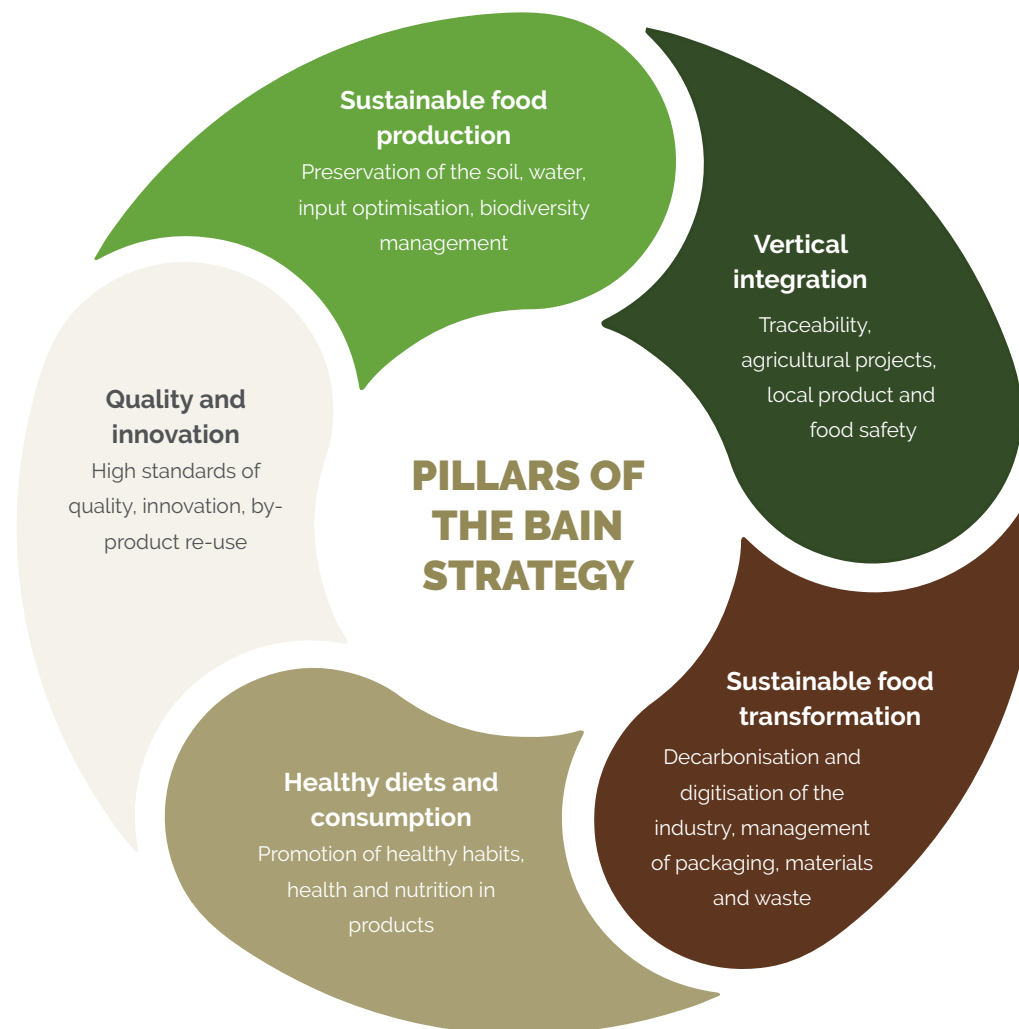 Sustainable food
production
Preservation of the soil, water,
input optimisation, biodiversity
management
Vertical
integration
Traceability,
agricultural projects,
local product and
food safety
Quality and
innovation
High standards of
quality, innovation, by-
product re-use
PILLARS OF
THE BAIN
STRATEGY
Sustainable food
transformation
Decarbonisation and
digitisation of the
industry, management
of packaging, materials
and waste
Healthy diets and
consumption
Promotion of healthy habits,
health and nutrition in
products